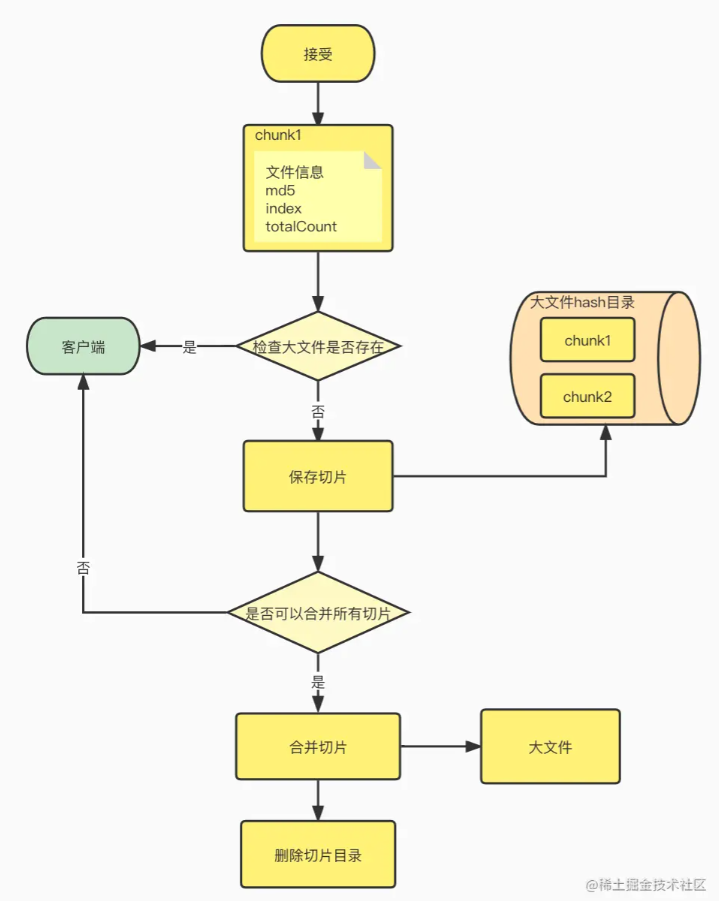 接受
chunk1
文件信息
md5
index
totalCount
大文件hash目录
chunk1
chunk2
客户端
是
检查大文件是否存在
否
保存切片
否
是否可以合并所有切片
是
合并切片
大文件
删除切片目录
@稀土掘金技术社区